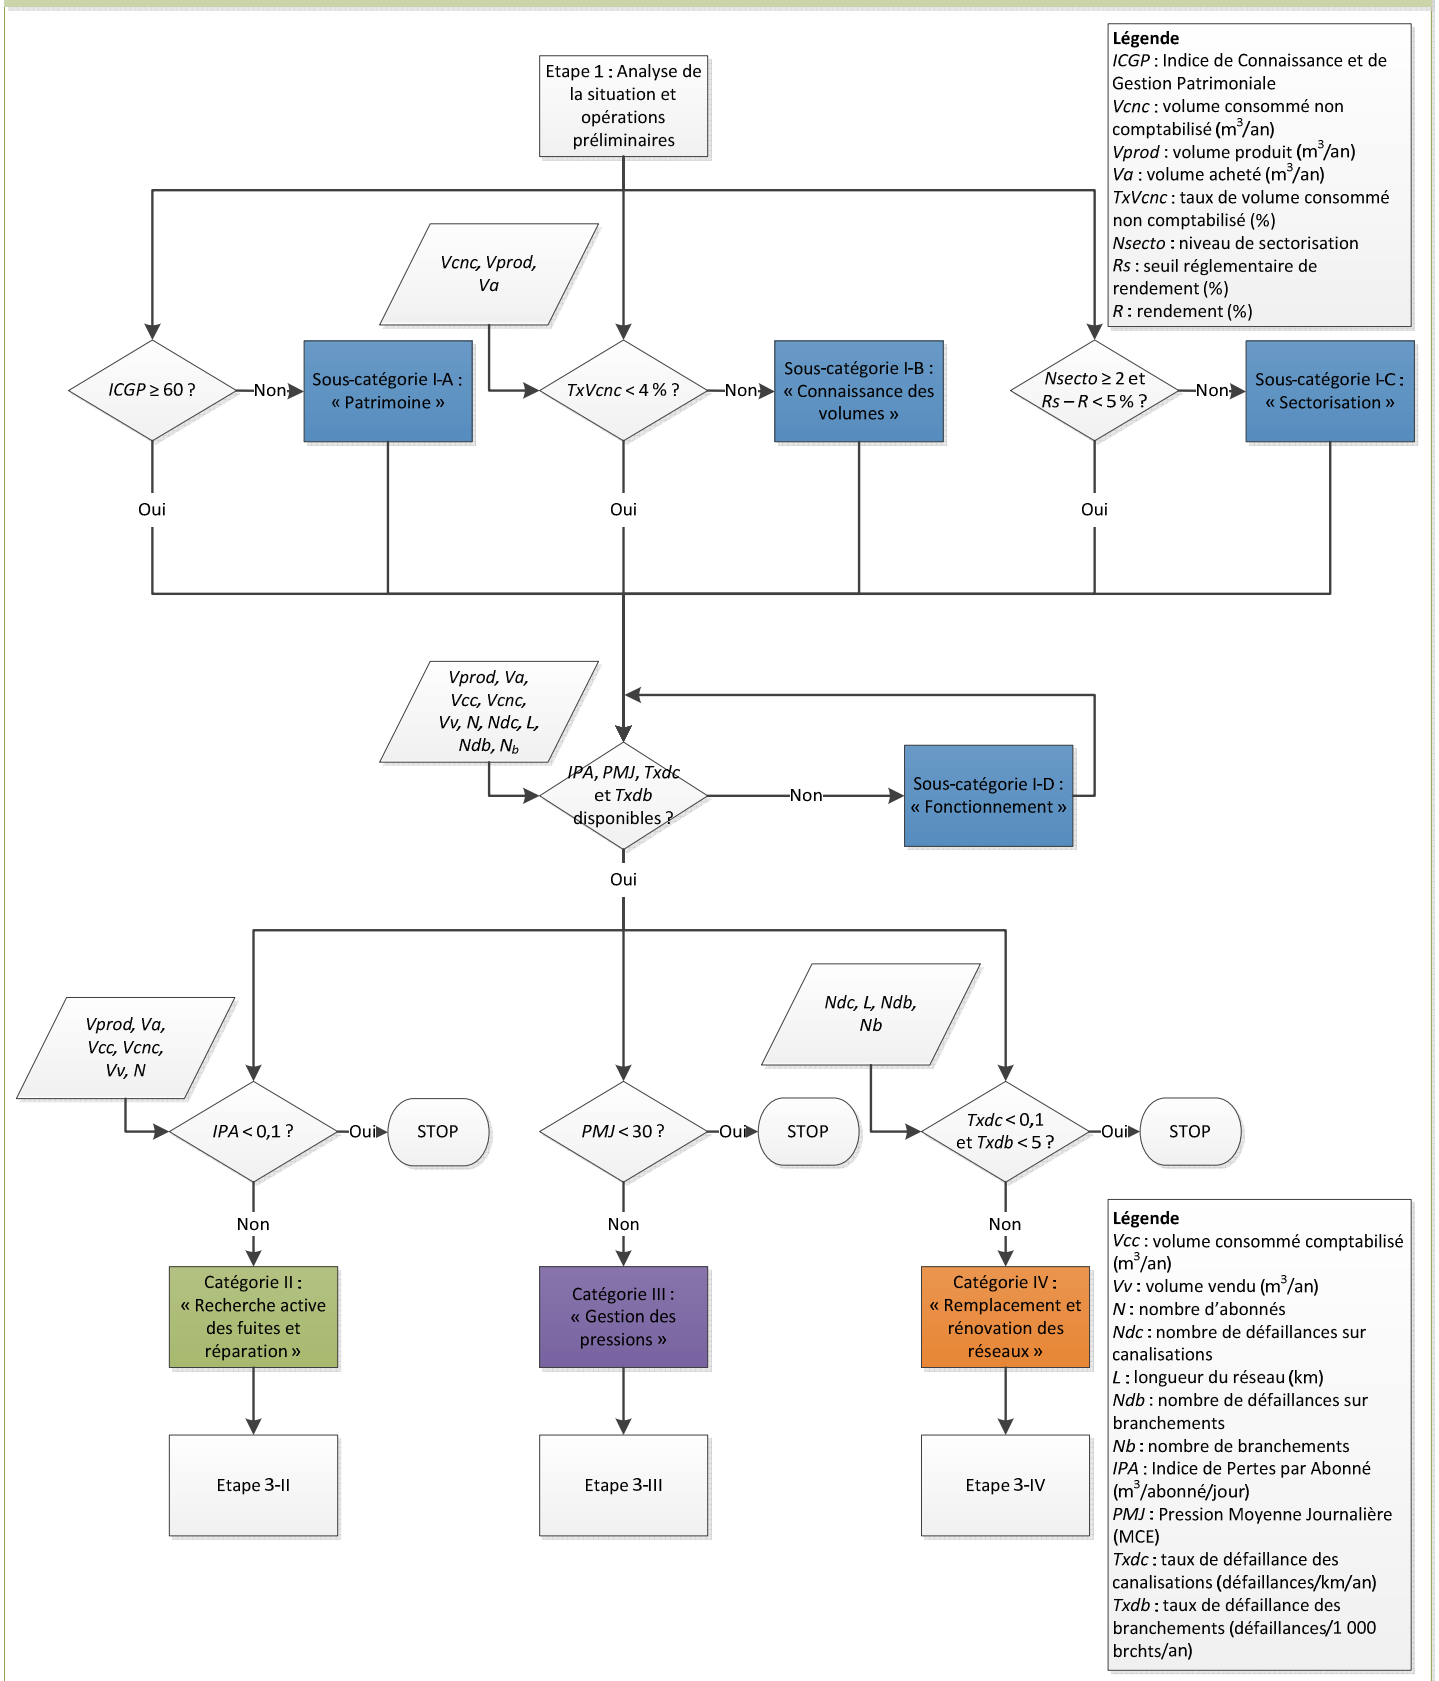 Légende
ICGP : Indice de Connaissance et de
Gestion Patrimoniale
Vcnc : volume consommé non
comptabilisé (m³/an)
Vprod : volume produit (m³/an)
Va : volume acheté (m³/an)
TxVcnc : taux de volume consommé
non comptabilisé (%)
Nsecto : niveau de sectorisation
Rs : seuil réglementaire de
rendement (%)
R : rendement (%)
Etape 1 : Analyse de
la situation et
opérations
préliminaires
Vcnc, Vprod,
Va
ICGP ≥ 60 ?
Non
Sous-catégorie I-A :
« Patrimoine »
TxVcnc < 4 % ?
Non
Sous-catégorie I-B :
« Connaissance des
volumes »
Nsecto ≥ 2 et
Rs – R < 5 % ?
Non
Sous-catégorie I-C :
« Sectorisation »
Oui
Oui
Oui
Vprod, Va,
Vcc, Vcnc,
Vv, N, Ndc, L,
Ndb, Nb
IPA, PMJ, Txdc
et Txdb
disponibles ?
Non
Sous-catégorie I-D :
« Fonctionnement »
Oui
Vprod, Va,
Vcc, Vcnc,
Vv, N
Ndc, L, Ndb,
Nb
IPA < 0,1 ?
Oui
STOP
PMJ < 30 ?
Oui
STOP
Txdc < 0,1
et Txdb < 5 ?
Oui
STOP
Non
Non
Non
Catégorie II :
« Recherche active
des fuites et
réparation »
Catégorie III :
« Gestion des
pressions »
Catégorie IV :
« Remplacement et
rénovation des
réseaux »
Etape 3-II
Etape 3-III
Etape 3-IV
Légende
Vcc : volume consommé comptabilisé
(m³/an)
Vv : volume vendu (m³/an)
N : nombre d'abonnés
Ndc : nombre de défaillances sur
canalisations
L : longueur du réseau (km)
Ndb : nombre de défaillances sur
branchements
Nb : nombre de branchements
IPA : Indice de Pertes par Abonné
(m³/abonné/jour)
PMJ : Pression Moyenne Journalière
(MCE)
Txdc : taux de défaillance des
canalisations (défaillances/km/an)
Txdb : taux de défaillance des
branchements (défaillances/1 000
brchts/an)